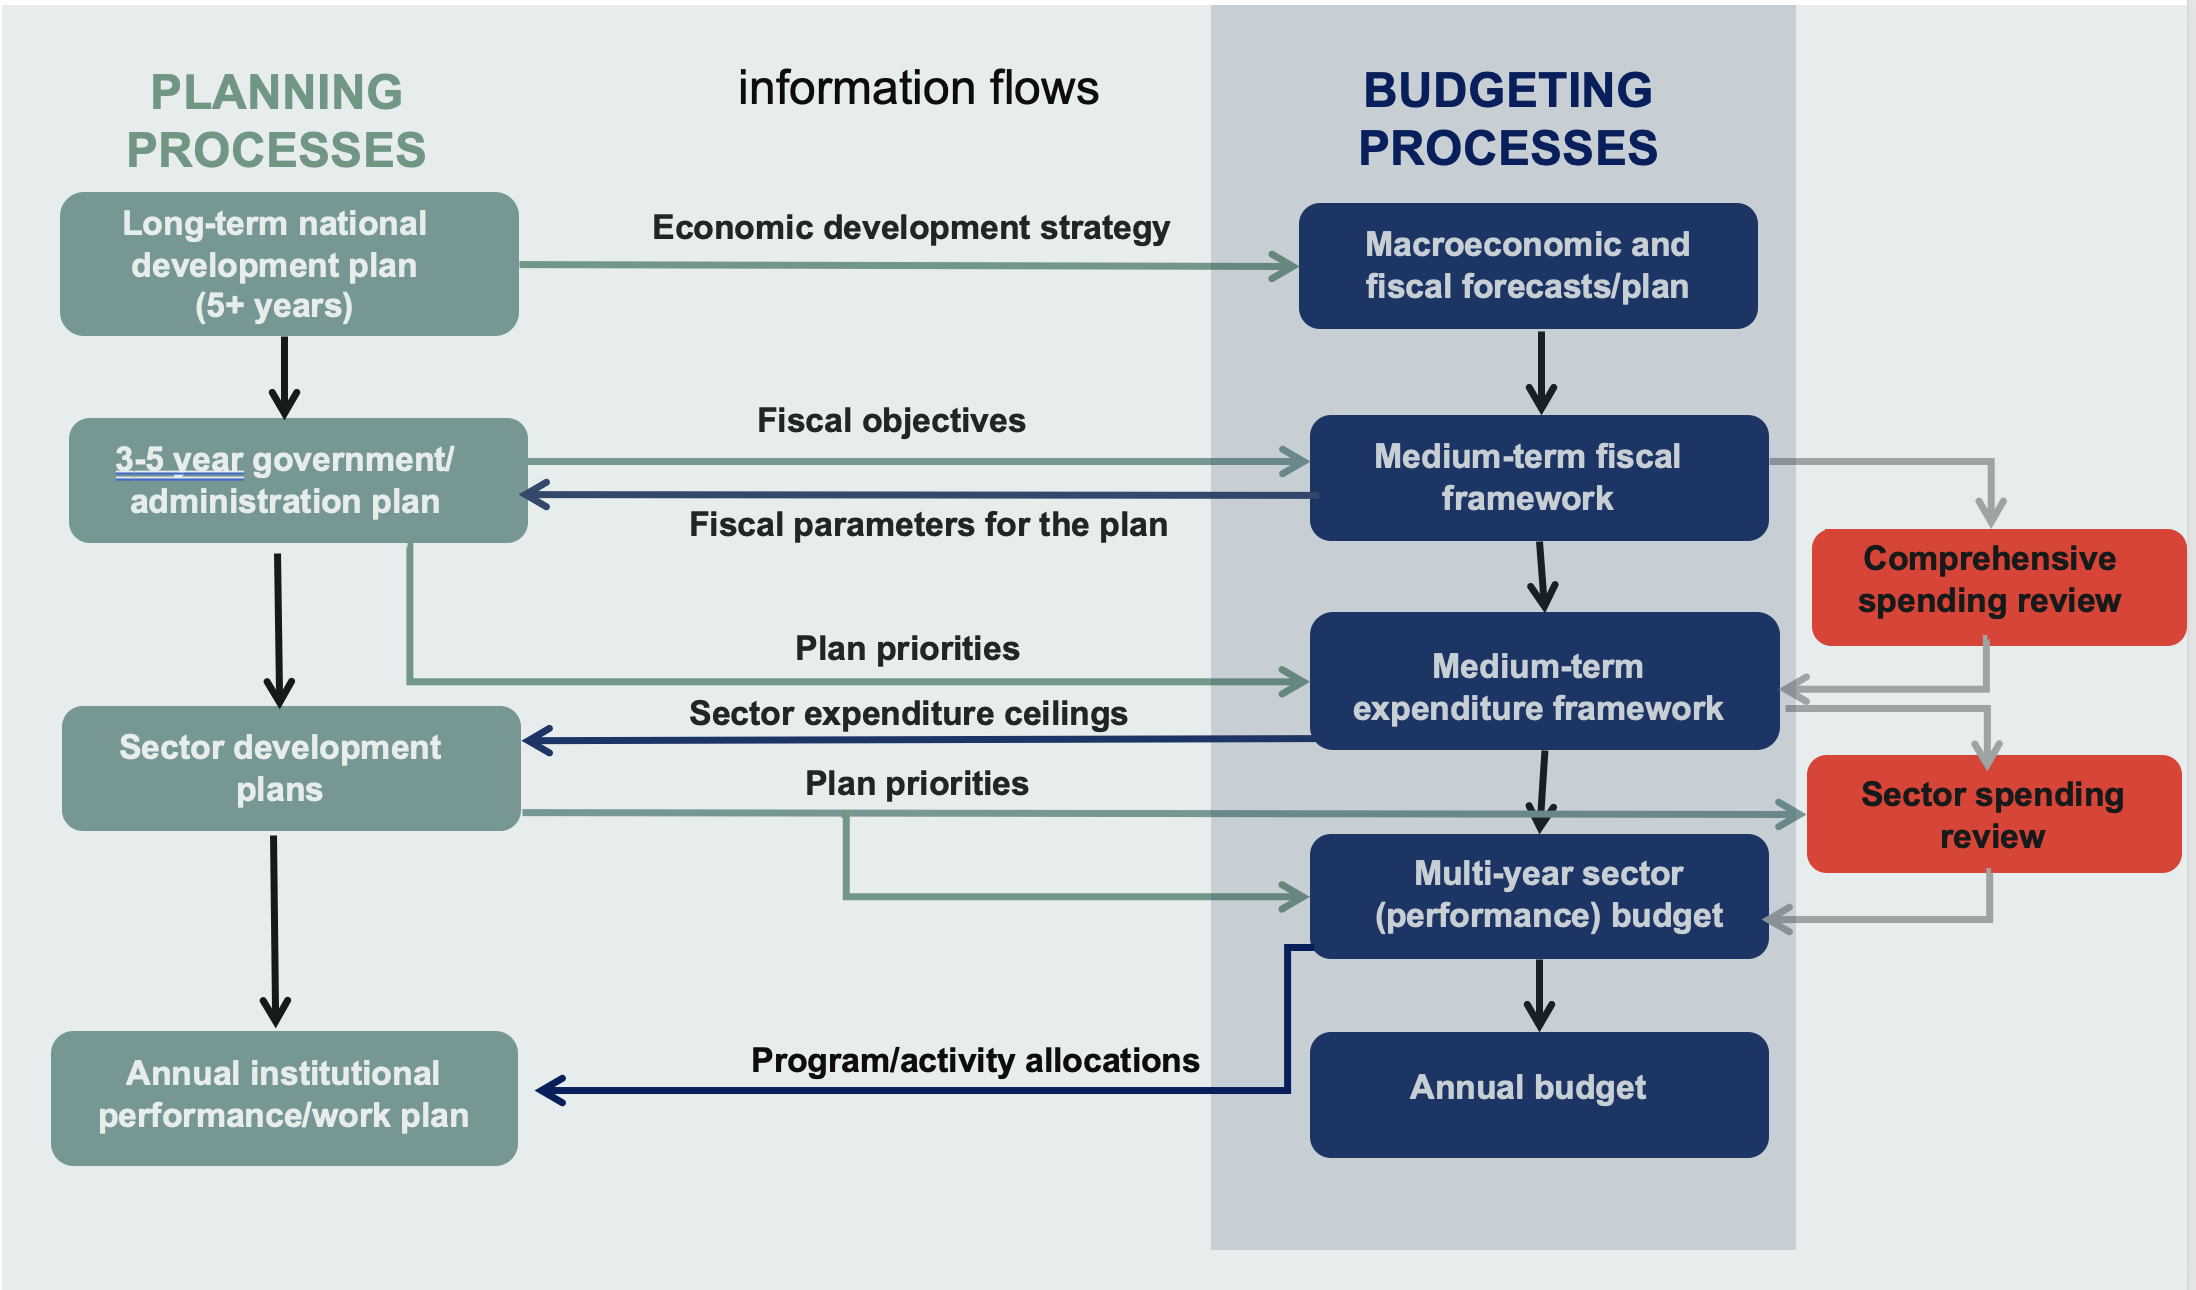 PLANNING
PROCESSES
information flows
BUDGETING
PROCESSES
Long-term national
development plan
(5+ years)
Economic development strategy
Macroeconomic and
fiscal forecasts/plan
3-5 year government/
administration plan
Fiscal objectives
Fiscal parameters for the plan
Medium-term fiscal
framework
Comprehensive
spending review
Plan priorities
Medium-term
expenditure framework
Sector expenditure ceilings
Sector development
plans
Plan priorities
Sector spending
review
Multi-year sector
(performance) budget
Program/activity allocations
Annual institutional
performance/work plan
Annual budget